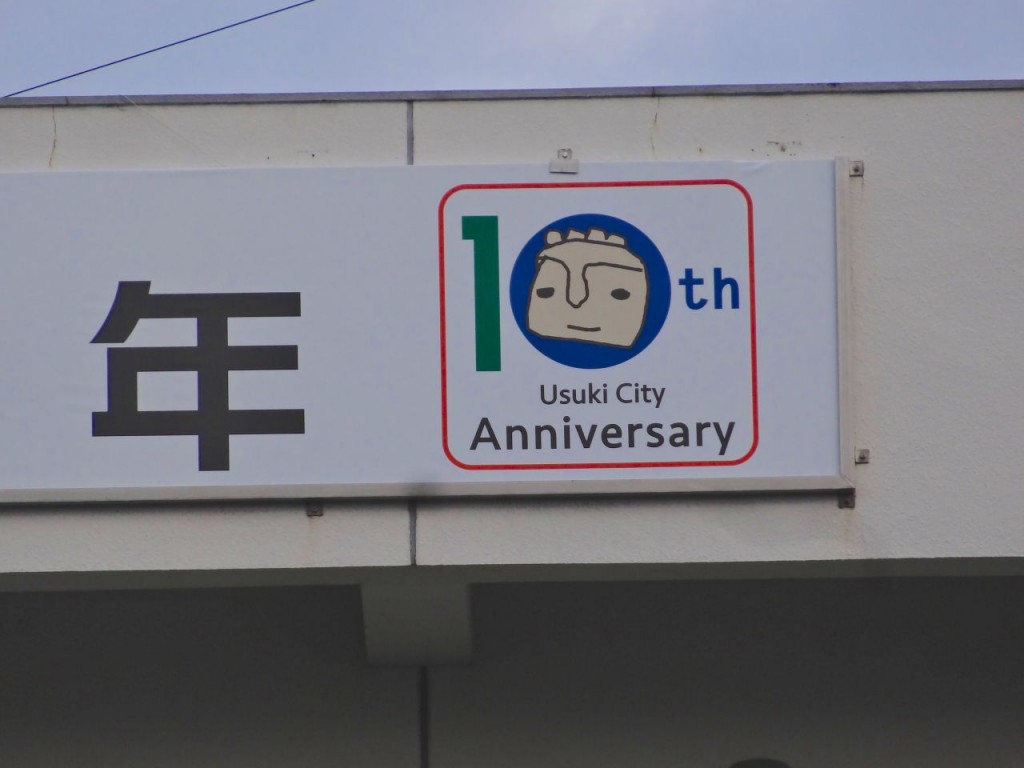 年
10th
Usuki City
Anniversary